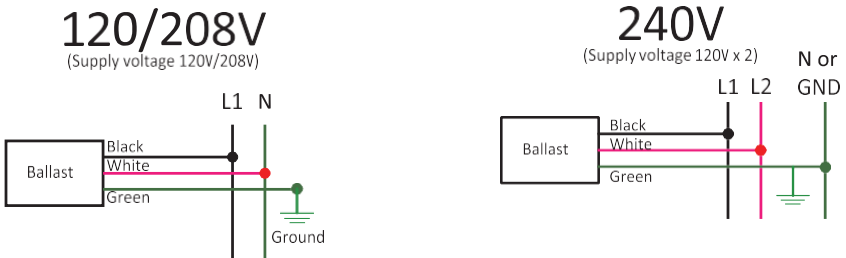 120/208V
(Supply voltage 120V/208V)
L1 N
Black
White
Green
Ballast
Ground
240V
(Supply voltage 120V x 2)
L1 L2
N or
GND
Black
White
Green
Ballast